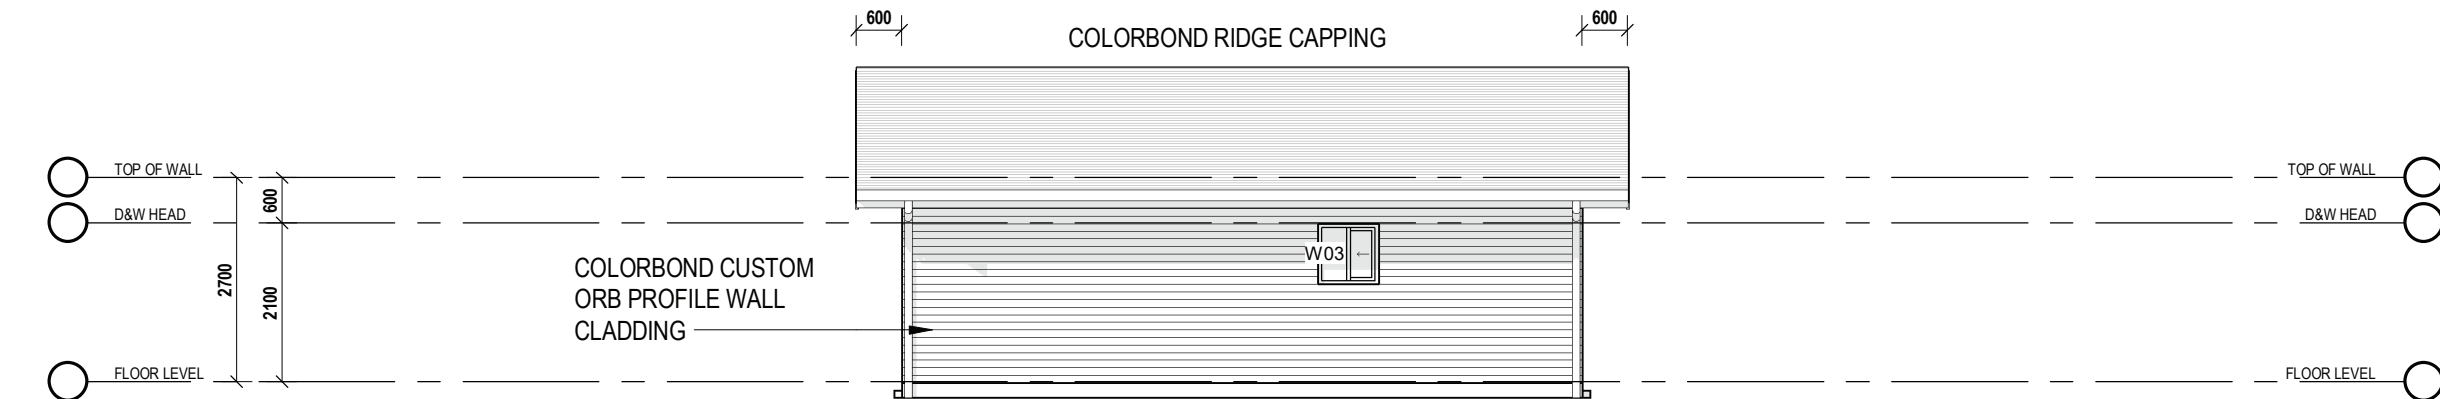 600
600
COLORBOND RIDGE CAPPING
TOP OF WALL
TOP OF WALL
600
D&W HEAD
D&W HEAD
W03
COLORBOND CUSTOM
ORB PROFILE WALL
CLADDING
2700
2100
FLOOR LEVEL
FLOOR LEVEL